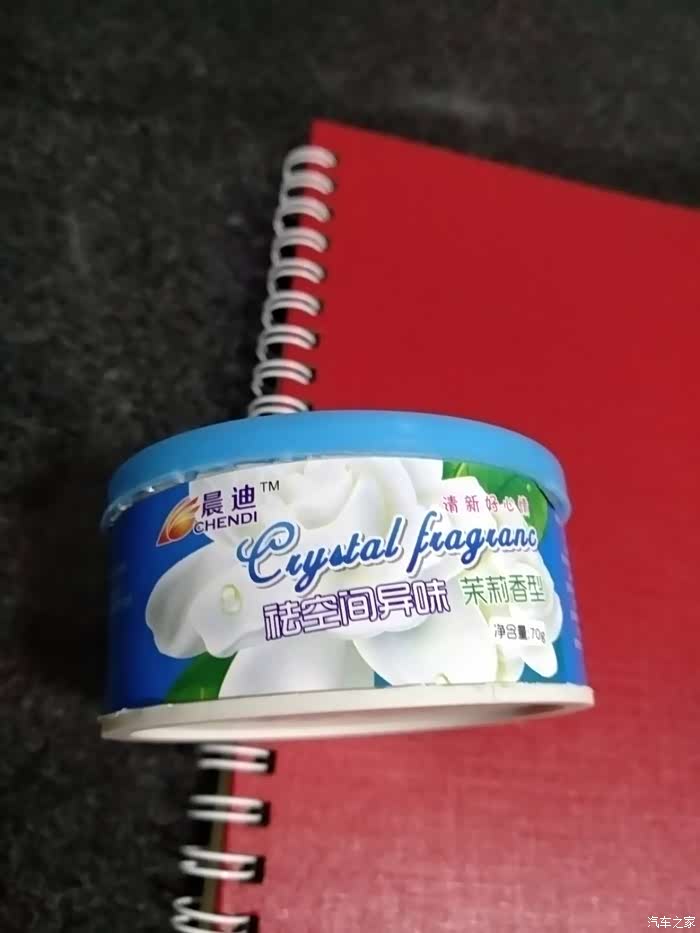 晨迪™
CHENDI
清新好心情
Crystal fragranc
祛空间异味
茉莉香型
净含量:70g
汽车之家